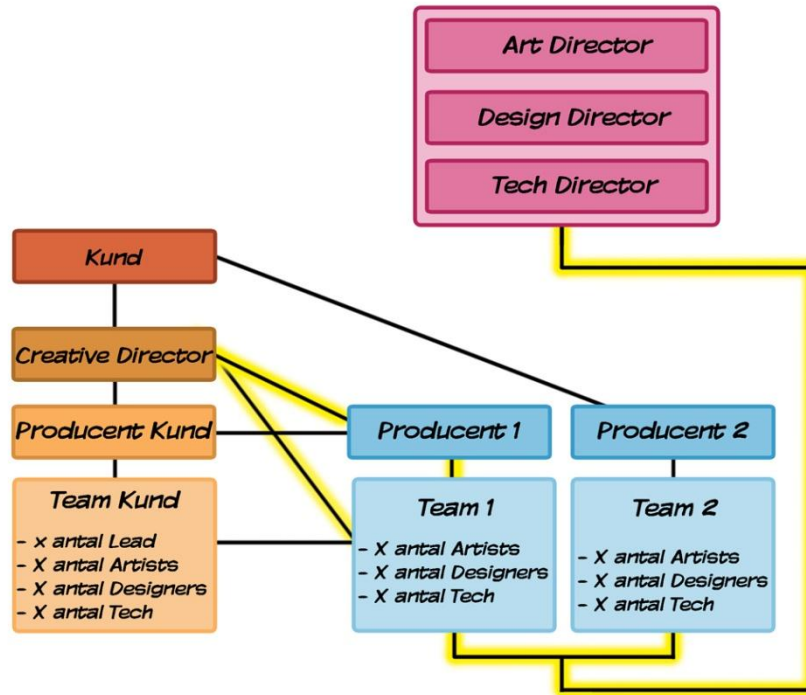 Art Director
Design Director
Tech Director
Kund
Creative Director
Producent Kund
Producent 1
Producent 2
Team Kund
- x antal Lead
- X antal Artists
- X antal Designers
- X antal Tech
Team 1
- X antal Artists
- X antal Designers
- X antal Tech
Team 2
- X antal Artists
- X antal Designers
- X antal Tech